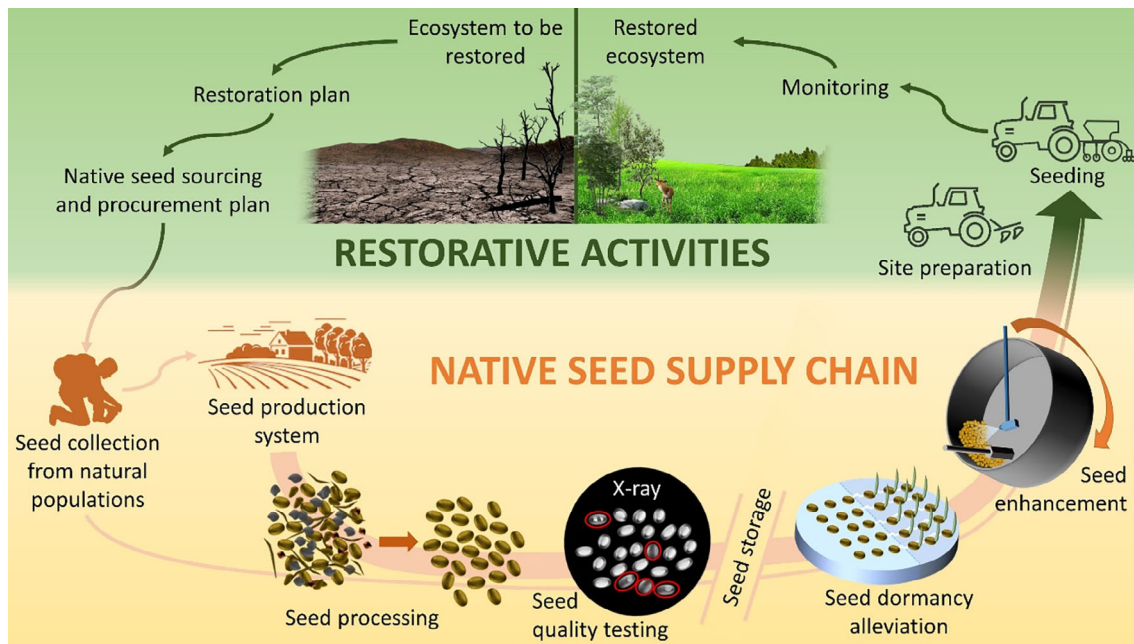 Ecosystem to be
restored
Restored
ecosystem
Monitoring
Restoration plan
Native seed sourcing
and procurement plan
Seeding
Site preparation
RESTORATIVE ACTIVITIES
NATIVE SEED SUPPLY CHAIN
Seed production
system
Seed collection
from natural
populations
X-ray
Seed storage
Seed
enhancement
Seed processing
Seed
quality testing
Seed dormancy
alleviation